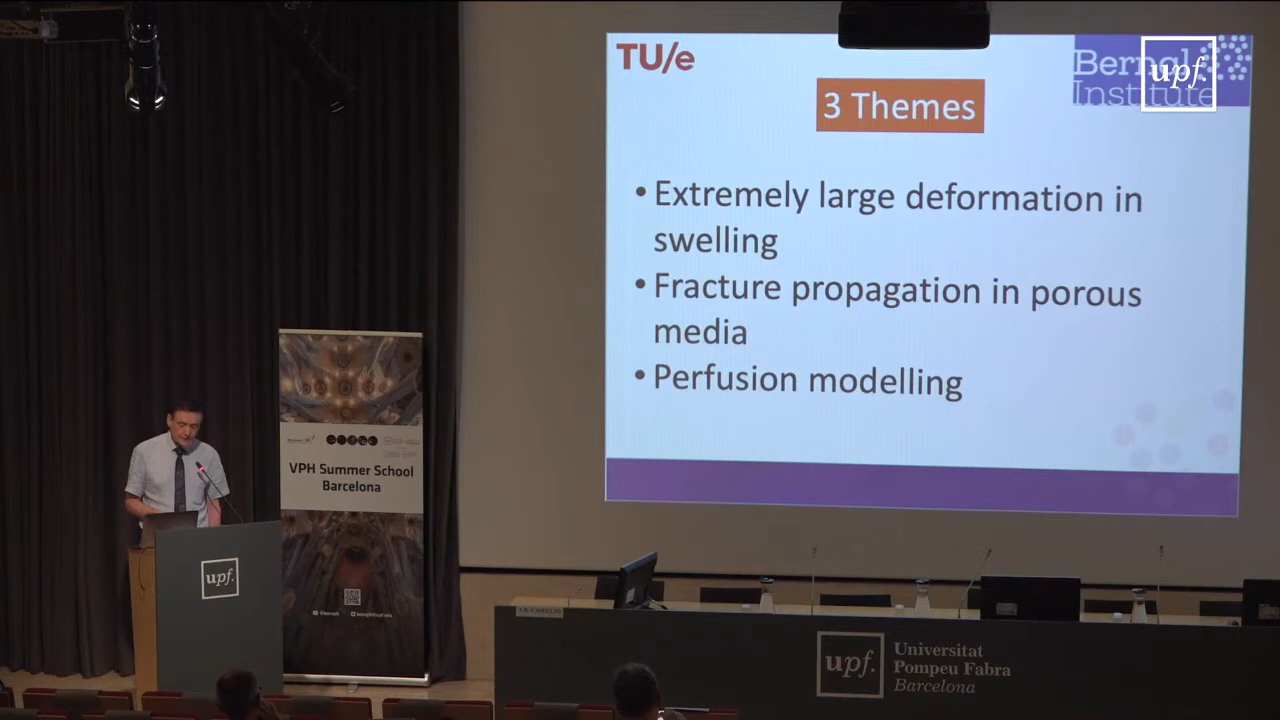 TU/e
Bernal
Institute
upf.
3 Themes
• Extremely large deformation in
swelling
• Fracture propagation in porous
media
• Perfusion modelling
VPH Summer School
Barcelona
upf.
upf.
Universitat
Pompeu Fabra
Barcelona